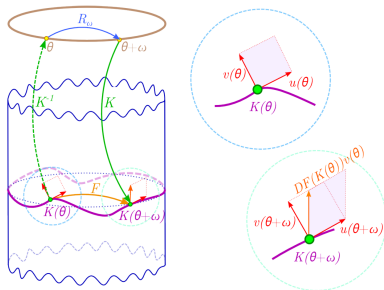 R_ω
θ
θ+ω
K⁻¹
K
F
K(θ)
K(θ+ω)
v(θ)
u(θ)
K(θ)
DF(K(θ))v(θ)
v(θ+ω)
u(θ+ω)
K(θ+ω)